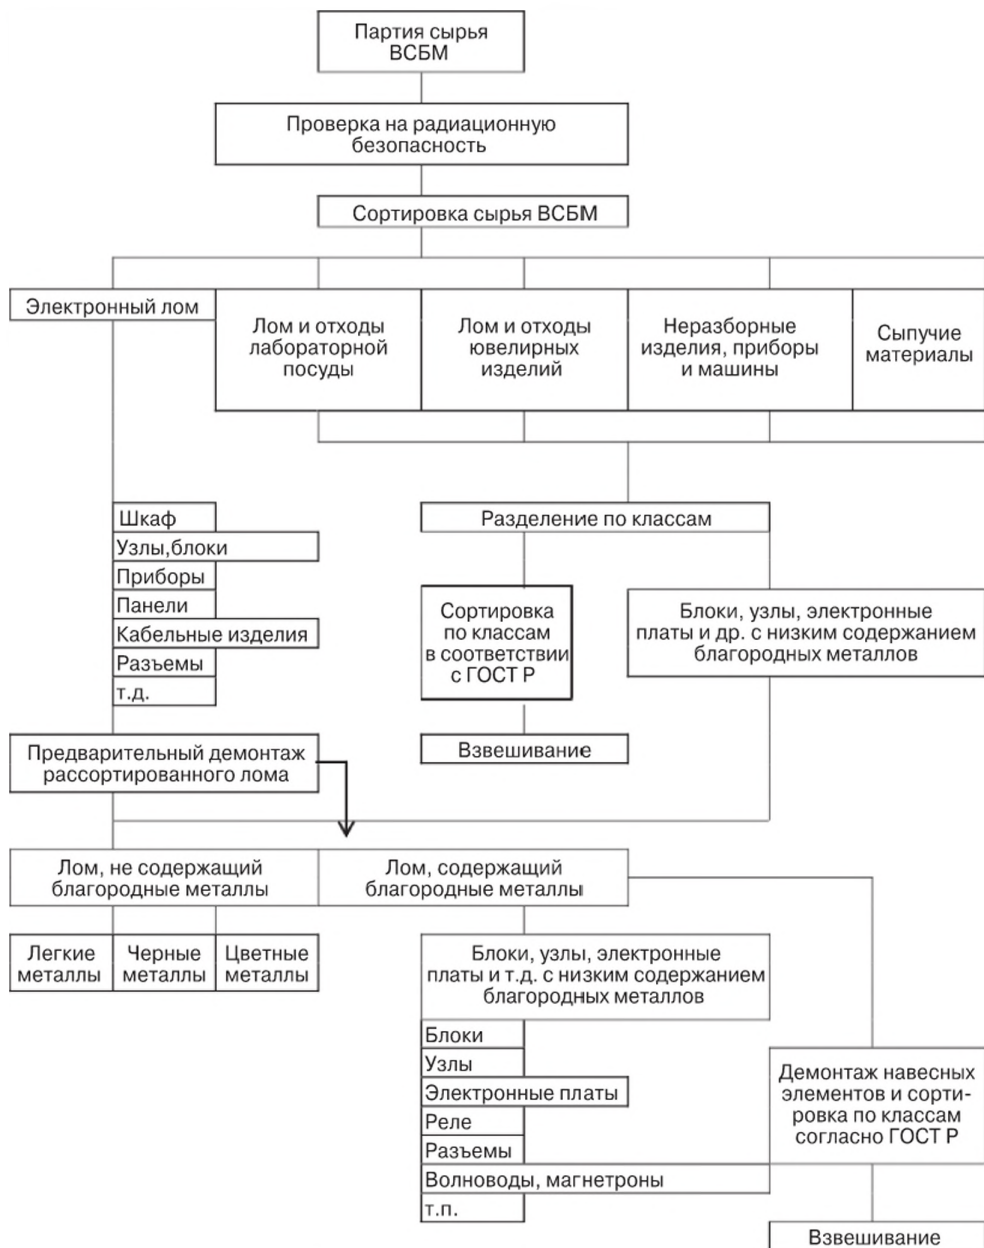 Партия сырья
ВСБМ
Проверка на радиационную
безопасность
Сортировка сырья ВСБМ
Электронный лом
Лом и отходы
лабораторной
посуды
Лом и отходы
ювелирных
изделий
Неразборные
изделия, приборы
и машины
Сыпучие
материалы
Шкаф
Узлы,блоки
Приборы
Панели
Кабельные изделия
Разъемы
т.д.
Разделение по классам
Сортировка
по классам
в соответствии
с ГОСТ Р
Блоки, узлы, электронные
платы и др. с низким содержанием
благородных металлов
Взвешивание
Предварительный демонтаж
рассортированного лома
Лом, не содержащий
благородные металлы
Лом, содержащий
благородные металлы
Легкие
металлы
Черные
металлы
Цветные
металлы
Блоки, узлы, электронные
платы и т.д. с низким содержанием
благородных металлов
Блоки
Узлы
Электронные платы
Реле
Разъемы
Волноводы, магнетроны
т.п.
Демонтаж навесных
элементов и сорти-
ровка по классам
согласно ГОСТ Р
Взвешивание